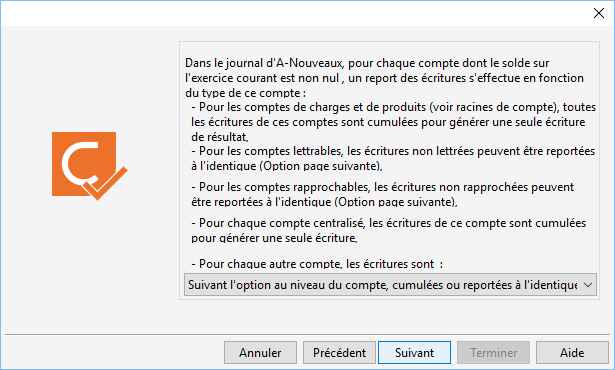 Dans le journal d'A-Nouveaux, pour chaque compte dont le solde sur
l'exercice courant est non nul , un report des écritures s'effectue en fonction
du type de ce compte :
- Pour les comptes de charges et de produits (voir racines de compte), toutes
les écritures de ces comptes sont cumulées pour générer une seule écriture
de résultat,
- Pour les comptes lettrables, les écritures non lettrées peuvent être reportées
à l'identique (Option page suivante),
- Pour les comptes rapprochables, les écritures non rapprochées peuvent
être reportées à l'identique (Option page suivante),
- Pour chaque compte centralisé, les écritures de ce compte sont cumulées
pour générer une seule écriture,
- Pour chaque autre compte, les écritures sont :
Suivant l'option au niveau du compte, cumulées ou reportées à l'identique
Annuler Précédent Suivant Terminer Aide